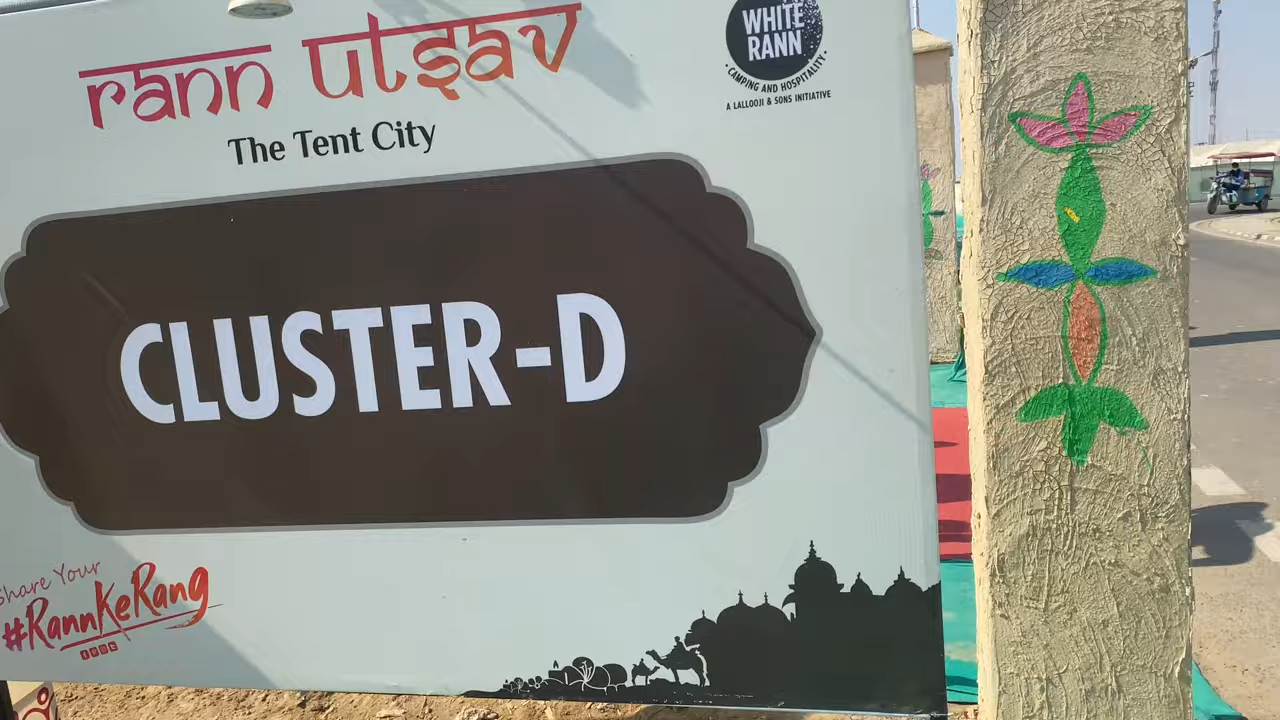 rann utsav
The Tent City
WHITE
RANN
• CAMPING AND HOSPITALITY •
A LALLOOJI & SONS INITIATIVE
CLUSTER-D
Share Your
#RannKeRang